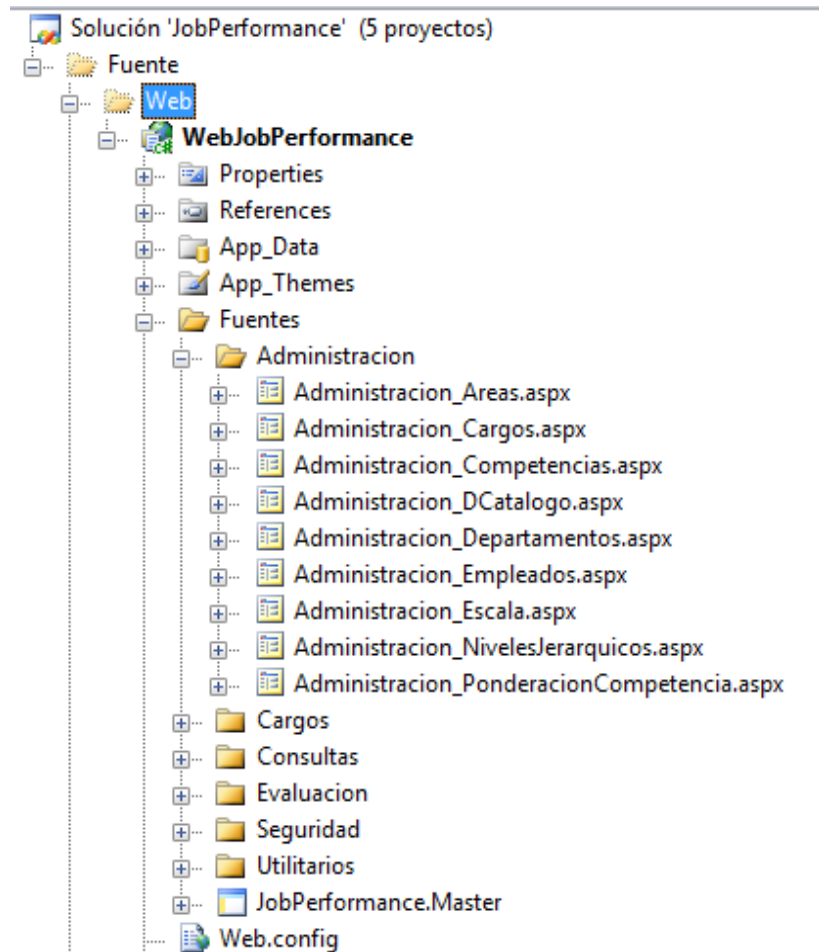 Solución 'JobPerformance' (5 proyectos)
Fuente
Web
WebJobPerformance
Properties
References
App_Data
App_Themes
Fuentes
Administracion
Administracion_Areas.aspx
Administracion_Cargos.aspx
Administracion_Competencias.aspx
Administracion_DCatalogo.aspx
Administracion_Departamentos.aspx
Administracion_Empleados.aspx
Administracion_Escala.aspx
Administracion_NivelesJerarquicos.aspx
Administracion_PonderacionCompetencia.aspx
Cargos
Consultas
Evaluacion
Seguridad
Utilitarios
JobPerformance.Master
Web.config